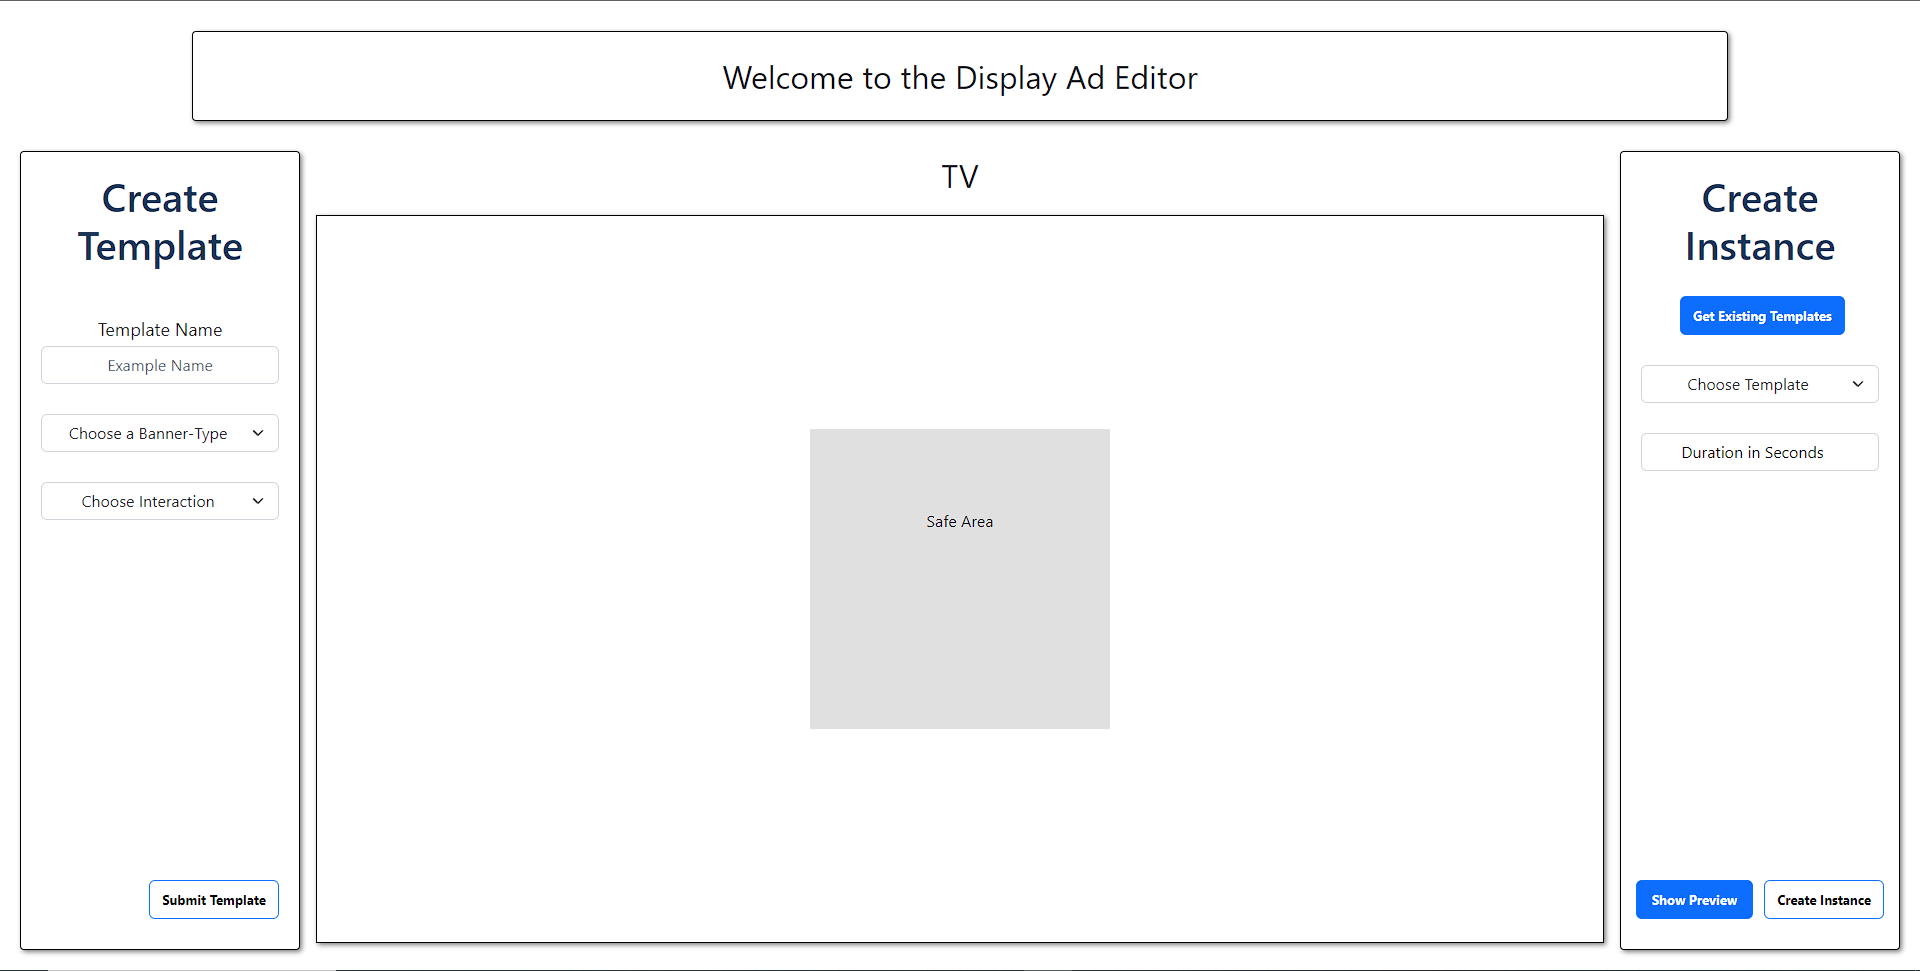 Welcome to the Display Ad Editor
Create
Template
Template Name
Example Name
Choose a Banner-Type
Choose Interaction
Submit Template
TV
Safe Area
Create
Instance
Get Existing Templates
Choose Template
Duration in Seconds
Show Preview
Create Instance